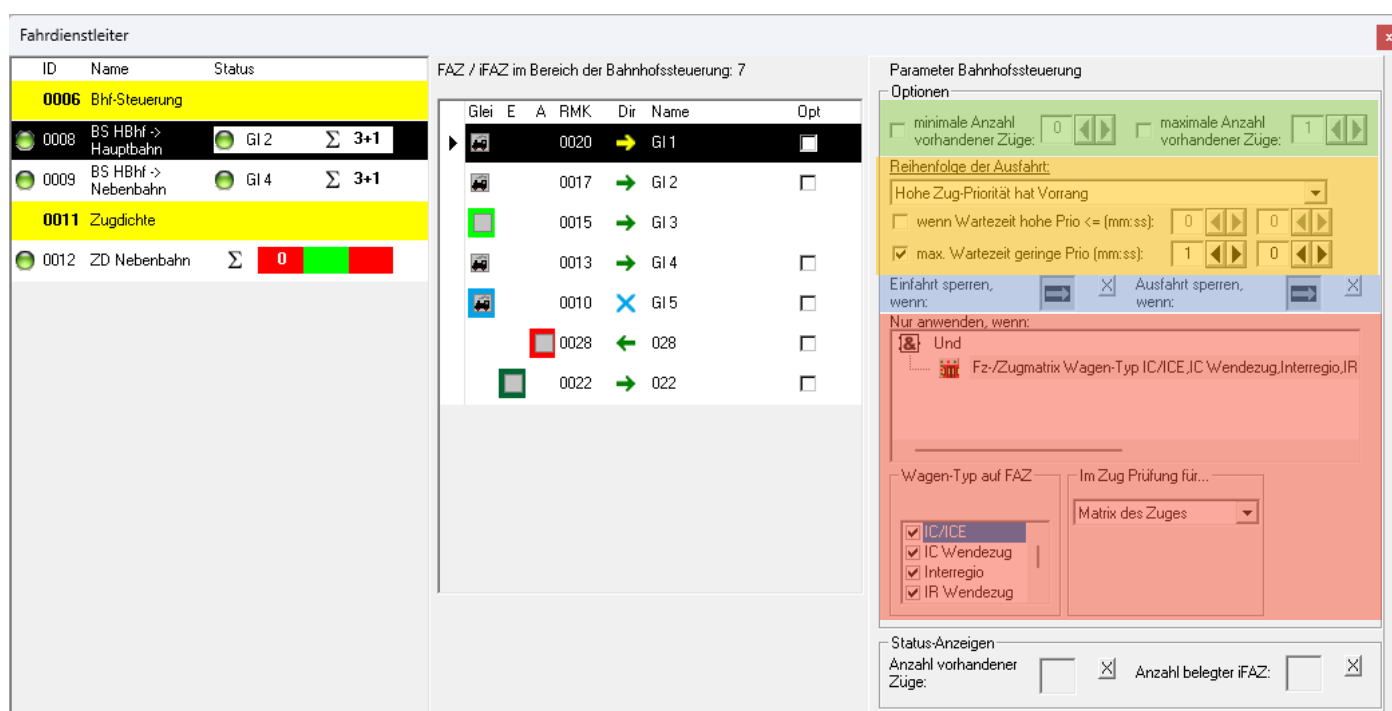 Fahrdienstleiter
x
ID Name Status
0006 Bhf-Steuerung
0008 BS HBhf -> Hauptbahn Gl 2 Σ 3+1
0009 BS HBhf -> Nebenbahn Gl 4 Σ 3+1
0011 Zugdichte
0012 ZD Nebenbahn Σ 0
FAZ / iFAZ im Bereich der Bahnhofssteuerung: 7
Glei E A RMK Dir Name Opt
0020 Gl 1
0017 Gl 2
0015 Gl 3
0013 Gl 4
0010 Gl 5
0028 028
0022 022
Parameter Bahnhofssteuerung
Optionen
minimale Anzahl vorhandener Züge: 0 maximale Anzahl vorhandener Züge: 1
Reihenfolge der Ausfahrt:
Hohe Zug-Priorität hat Vorrang
wenn Wartezeit hohe Prio <= (mm:ss): 0 0
max. Wartezeit geringe Prio (mm:ss): 1 0
Einfahrt sperren, wenn: X Ausfahrt sperren, wenn: X
Nur anwenden, wenn:
& Und
Fz-/Zugmatrix Wagen-Typ IC/ICE,IC Wendezug,Interregio,IR
Wagen-Typ auf FAZ
IC/ICE
IC Wendezug
Interregio
IR Wendezug
Im Zug Prüfung für...
Matrix des Zuges
Status-Anzeigen
Anzahl vorhandener Züge: X Anzahl belegter iFAZ: X